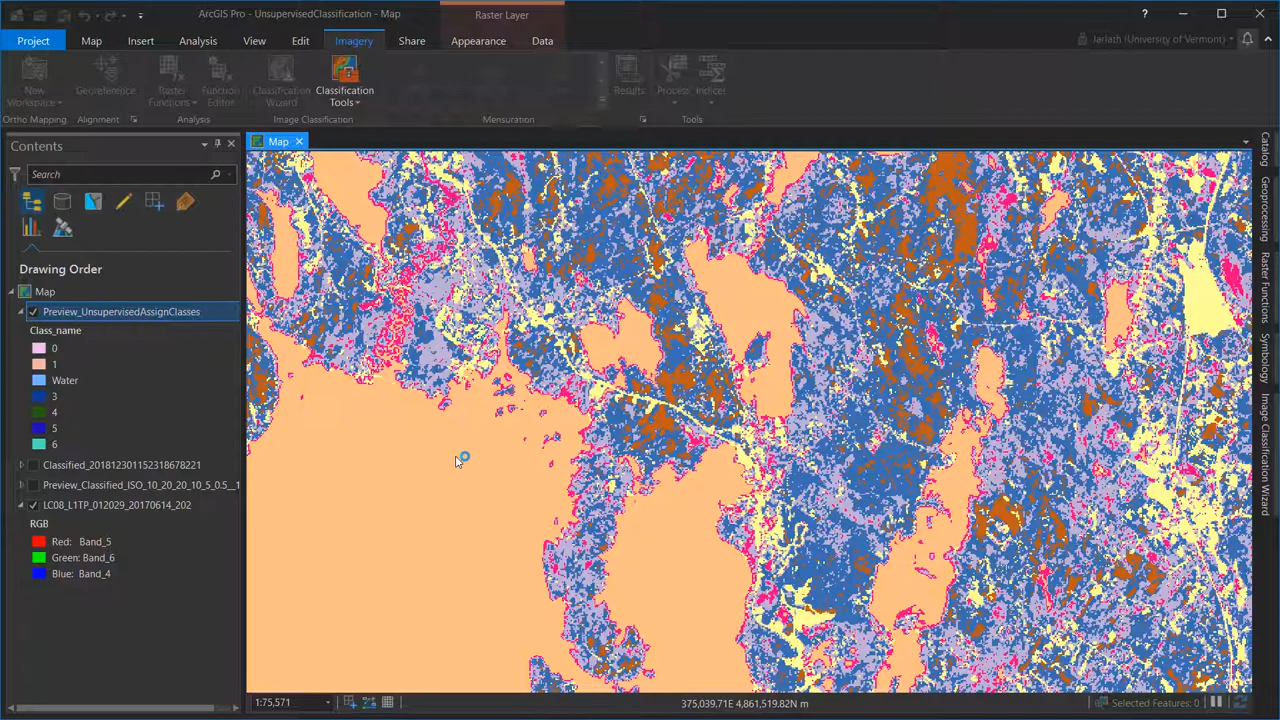 ArcGIS Pro - UnsupervisedClassification - Map
Raster Layer
?
Project
Map
Insert
Analysis
View
Edit
Imagery
Share
Appearance
Data
Jarlath (University of Vermont)
New Workspace
Georeference
Raster Functions
Function Editor
Classification Wizard
Classification Tools
Results
Process
Indices
Ortho Mapping
Alignment
Analysis
Image Classification
Mensuration
Tools
Contents
Map
Search
Drawing Order
Map
Preview_UnsupervisedAssignClasses
Class_name
0
1
Water
3
4
5
6
Classified_201812301152318678221
Preview_Classified_ISO_10_20_20_10_5_0.5__1
LC08_L1TP_012029_20170614_202
RGB
Red: Band_5
Green: Band_6
Blue: Band_4
Catalog
Geoprocessing
Raster Functions
Symbology
Image Classification Wizard
1:75,571
375,039.71E 4,861,519.82N m
Selected Features: 0